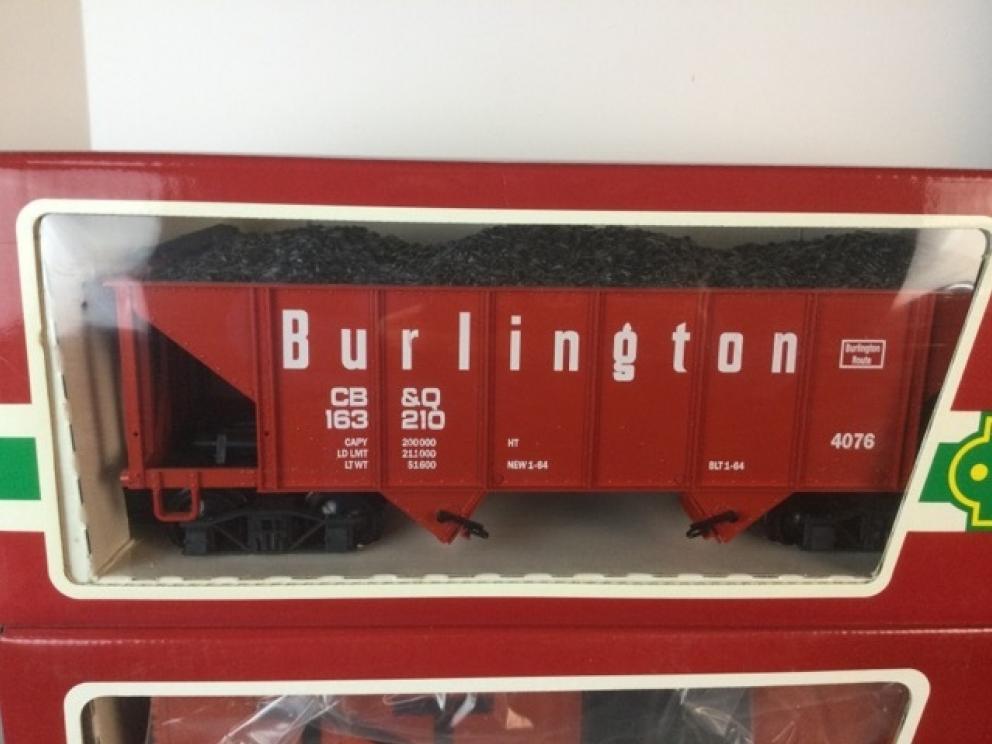 Burlington
Burlington
Route
CB &Q
163 210
CAPY 200000
LD LMT 211000
LT WT 51600
HT
NEW 1-64
BLT 1-64
4076